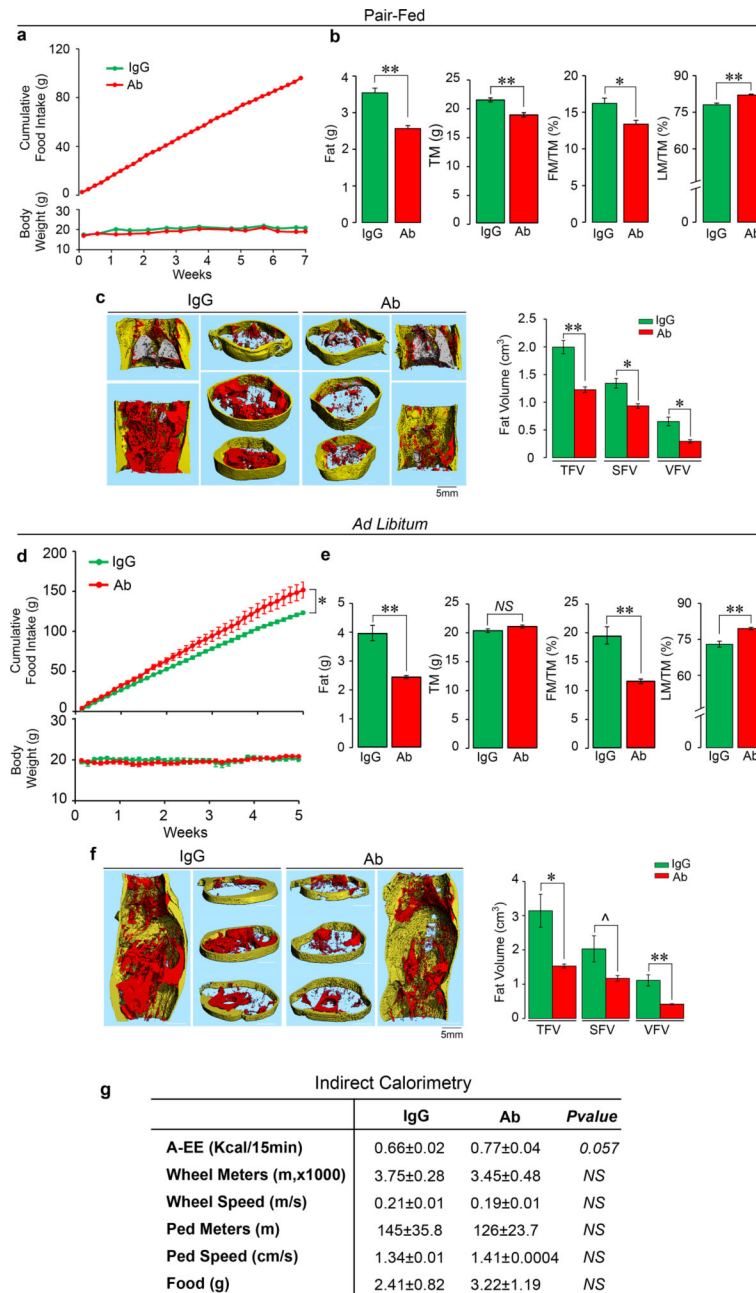 Pair-Fed
a
IgG
Ab
Cumulative
Food Intake (g)
120
80
40
0
Body
Weight (g)
30
20
10
0 1 2 3 4 5 6 7
Weeks
b
Fat (g)
4
3
2
1
0
**
IgG Ab
TM (g)
25
20
15
10
5
0
**
IgG Ab
FM/TM (%)
20
15
10
5
0
*
IgG Ab
LM/TM (%)
90
75
60
0
**
IgG Ab
c
IgG Ab
5mm
Fat Volume (cm3)
2.5
2.0
1.5
1.0
0.5
0
IgG
Ab
** * *
TFV SFV VFV
Ad Libitum
d
IgG
Ab
Cumulative
Food Intake (g)
200
150
100
50
0
*
Body
Weight (g)
30
20
10
0 1 2 3 4 5
Weeks
e
Fat (g)
5
4
3
2
1
0
**
IgG Ab
TM (g)
25
20
15
10
5
0
NS
IgG Ab
FM/TM (%)
25
20
15
10
5
0
**
IgG Ab
LM/TM (%)
90
75
60
0
**
IgG Ab
f
IgG Ab
5mm
Fat Volume (cm3)
4
3
2
1
0
IgG
Ab
* ^ **
TFV SFV VFV
g
Indirect Calorimetry
IgG Ab Pvalue
A-EE (Kcal/15min) 0.66±0.02 0.77±0.04 0.057
Wheel Meters (m,x1000) 3.75±0.28 3.45±0.48 NS
Wheel Speed (m/s) 0.21±0.01 0.19±0.01 NS
Ped Meters (m) 145±35.8 126±23.7 NS
Ped Speed (cm/s) 1.34±0.01 1.41±0.0004 NS
Food (g) 2.41±0.82 3.22±1.19 NS